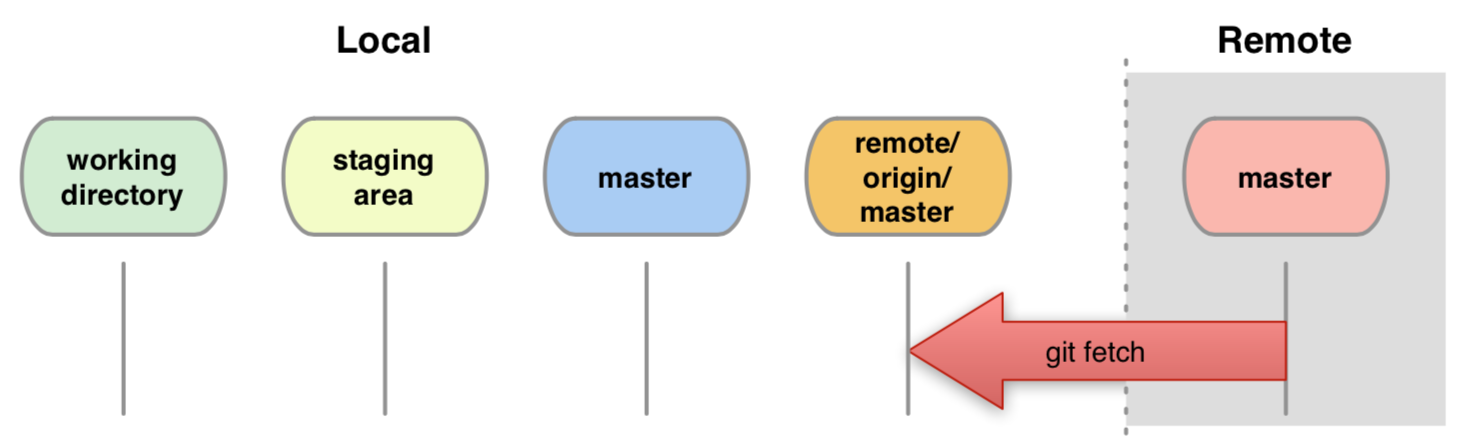 Local
Remote
working
directory
staging
area
master
remote/
origin/
master
master
git fetch